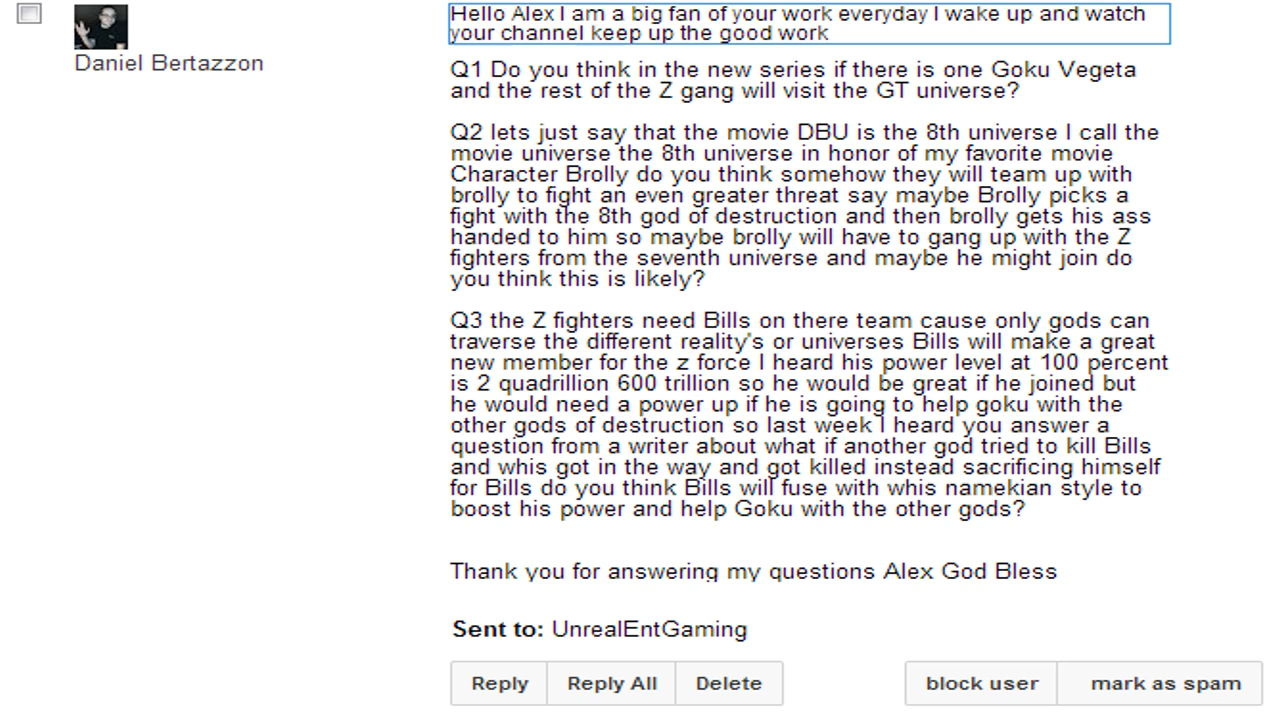 Daniel Bertazzon
Hello Alex I am a big fan of your work everyday I wake up and watch
your channel keep up the good work
Q1 Do you think in the new series if there is one Goku Vegeta
and the rest of the Z gang will visit the GT universe?
Q2 lets just say that the movie DBU is the 8th universe I call the
movie universe the 8th universe in honor of my favorite movie
Character Brolly do you think somehow they will team up with
brolly to fight an even greater threat say maybe Brolly picks a
fight with the 8th god of destruction and then brolly gets his ass
handed to him so maybe brolly will have to gang up with the Z
fighters from the seventh universe and maybe he might join do
you think this is likely?
Q3 the Z fighters need Bills on there team cause only gods can
traverse the different reality's or universes Bills will make a great
new member for the z force I heard his power level at 100 percent
is 2 quadrillion 600 trillion so he would be great if he joined but
he would need a power up if he is going to help goku with the
other gods of destruction so last week I heard you answer a
question from a writer about what if another god tried to kill Bills
and whis got in the way and got killed instead sacrificing himself
for Bills do you think Bills will fuse with whis namekian style to
boost his power and help Goku with the other gods?
Thank you for answering my questions Alex God Bless
Sent to: UnrealEntGaming
Reply Reply All Delete block user mark as spam